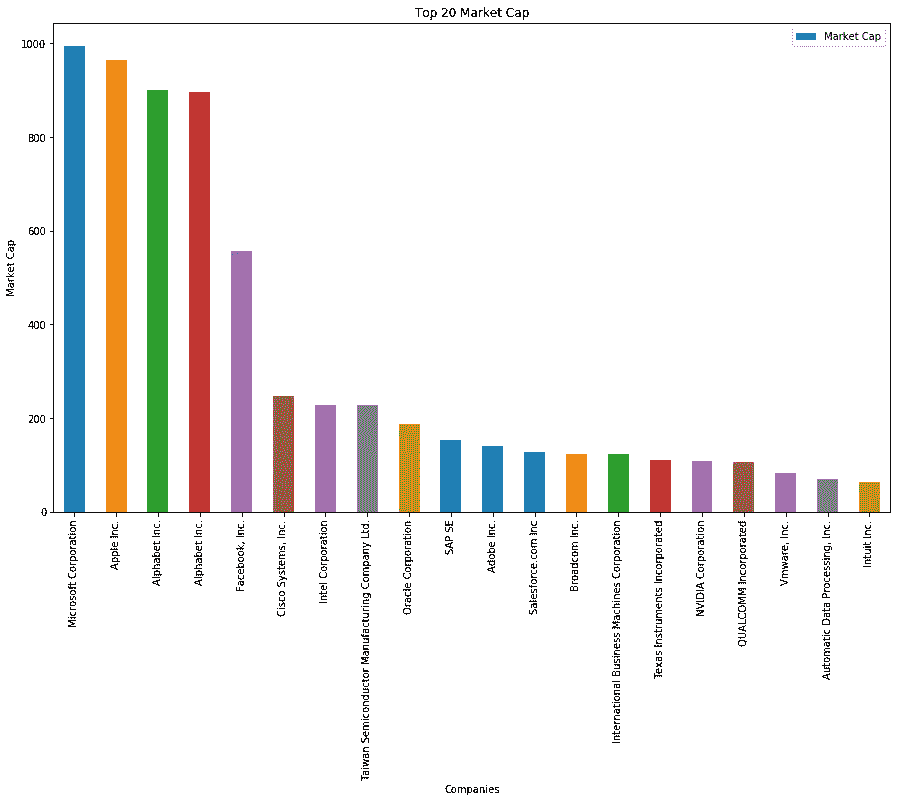 Top 20 Market Cap
Market Cap
1000
800
600
400
200
0
Market Cap
Microsoft Corporation
Apple Inc.
Alphabet Inc.
Alphabet Inc.
Facebook, Inc.
Cisco Systems, Inc.
Intel Corporation
Taiwan Semiconductor Manufacturing Company Ltd.
Oracle Corporation
SAP SE
Adobe Inc.
Salesforce.com Inc
Broadcom Inc.
International Business Machines Corporation
Texas Instruments Incorporated
NVIDIA Corporation
QUALCOMM Incorporated
Vmware, Inc.
Automatic Data Processing, Inc.
Intuit Inc.
Companies